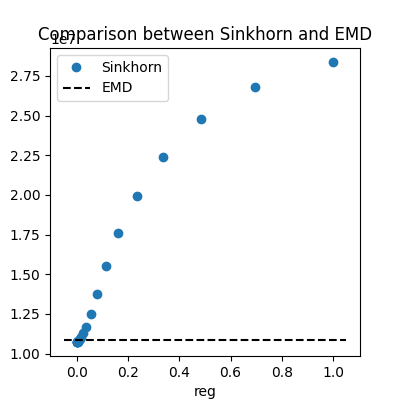 Comparison between Sinkhorn and EMD
1e7
Sinkhorn
EMD
2.75
2.50
2.25
2.00
1.75
1.50
1.25
1.00
0.0 0.2 0.4 0.6 0.8 1.0
reg